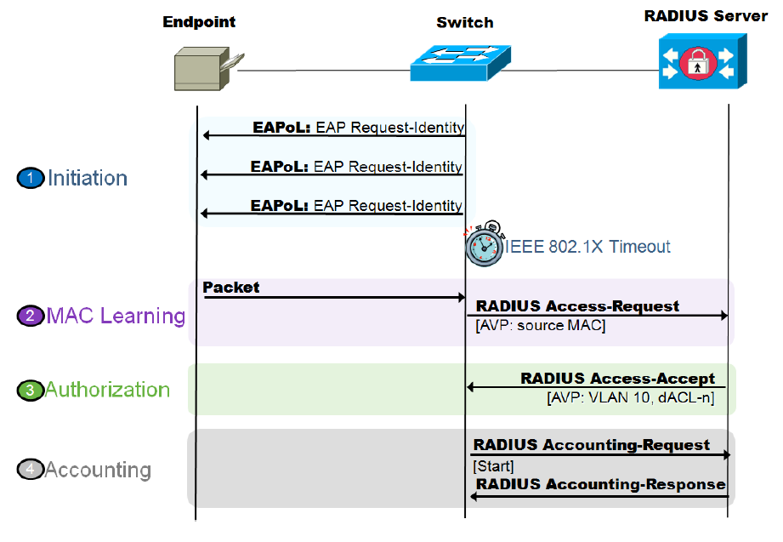 Endpoint
Switch
RADIUS Server
EAPoL: EAP Request-Identity
1 Initiation
EAPoL: EAP Request-Identity
EAPoL: EAP Request-Identity
IEEE 802.1X Timeout
Packet
2 MAC Learning
RADIUS Access-Request
[AVP: source MAC]
3 Authorization
RADIUS Access-Accept
[AVP: VLAN 10, dACL-n]
4 Accounting
RADIUS Accounting-Request
[Start]
RADIUS Accounting-Response